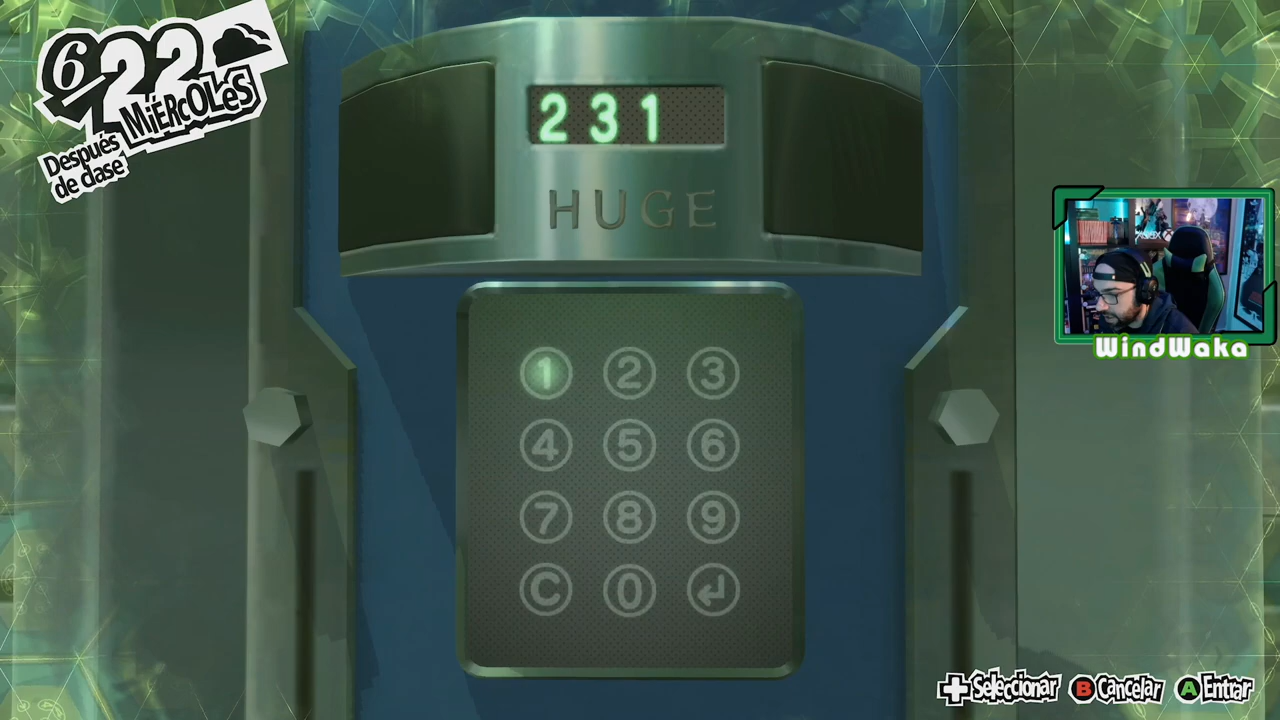 6/22
MiÉRcOLéS
Después
de clase
231
HUGE
1 2 3
4 5 6
7 8 9
C 0
WindWaka
Seleccionar B Cancelar A Entrar